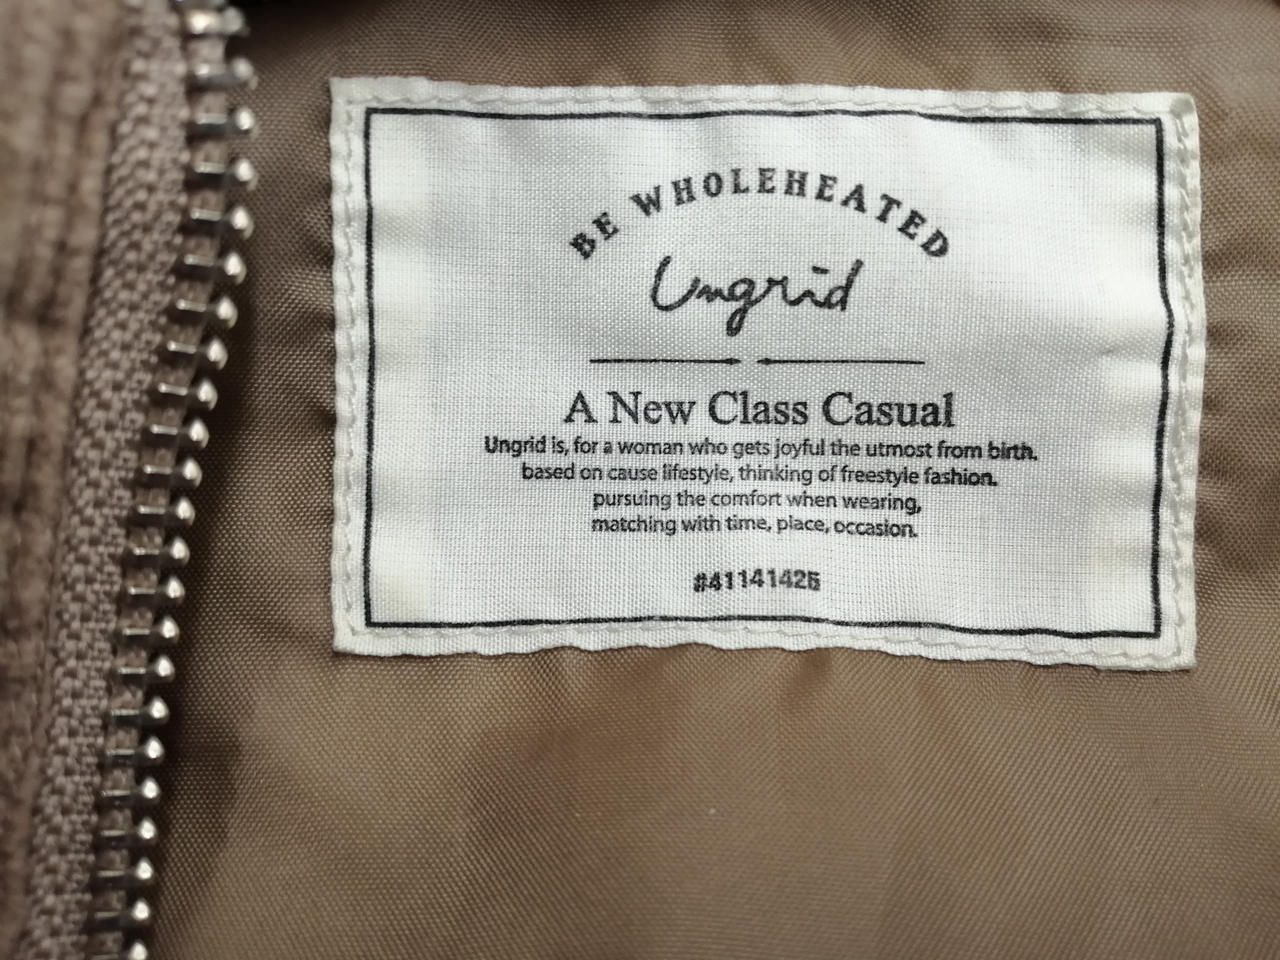 BE WHOLEHEATED
Ungrid
A New Class Casual
Ungrid is, for a woman who gets joyful the utmost from birth.
based on cause lifestyle, thinking of freestyle fashion.
pursuing the comfort when wearing,
matching with time, place, occasion.
#41141425